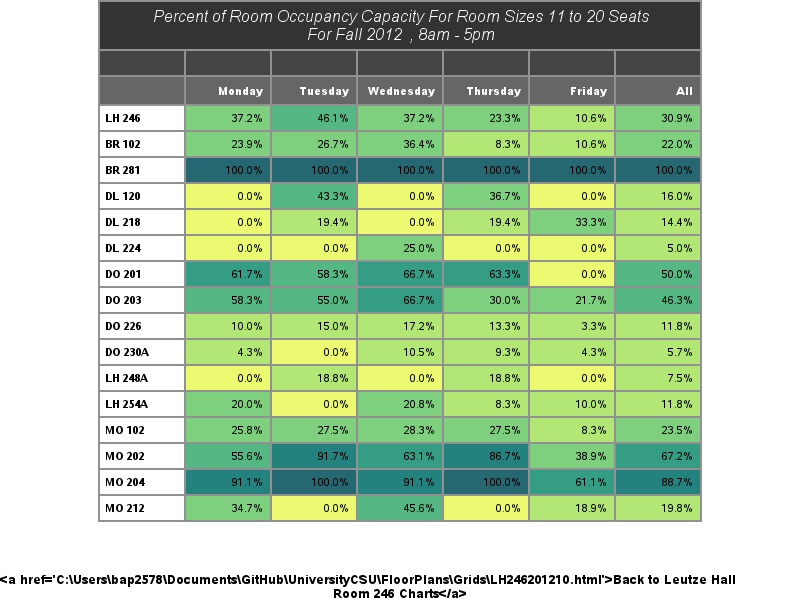 Percent of Room Occupancy Capacity For Room Sizes 11 to 20 Seats
For Fall 2012 , 8am - 5pm
Monday Tuesday Wednesday Thursday Friday All
LH 246 37.2% 46.1% 37.2% 23.3% 10.6% 30.9%
BR 102 23.9% 26.7% 36.4% 8.3% 10.6% 22.0%
BR 281 100.0% 100.0% 100.0% 100.0% 100.0% 100.0%
DL 120 0.0% 43.3% 0.0% 36.7% 0.0% 16.0%
DL 218 0.0% 19.4% 0.0% 19.4% 33.3% 14.4%
DL 224 0.0% 0.0% 25.0% 0.0% 0.0% 5.0%
DO 201 61.7% 58.3% 66.7% 63.3% 0.0% 50.0%
DO 203 58.3% 55.0% 66.7% 30.0% 21.7% 46.3%
DO 226 10.0% 15.0% 17.2% 13.3% 3.3% 11.8%
DO 230A 4.3% 0.0% 10.5% 9.3% 4.3% 5.7%
LH 248A 0.0% 18.8% 0.0% 18.8% 0.0% 7.5%
LH 254A 20.0% 0.0% 20.8% 8.3% 10.0% 11.8%
MO 102 25.8% 27.5% 28.3% 27.5% 8.3% 23.5%
MO 202 55.6% 91.7% 63.1% 86.7% 38.9% 67.2%
MO 204 91.1% 100.0% 91.1% 100.0% 61.1% 88.7%
MO 212 34.7% 0.0% 45.6% 0.0% 18.9% 19.8%
<a href='C:\Users\bap2578\Documents\GitHub\UniversityCSU\FloorPlans\Grids\LH246201210.html'>Back to Leutze Hall
Room 246 Charts</a>